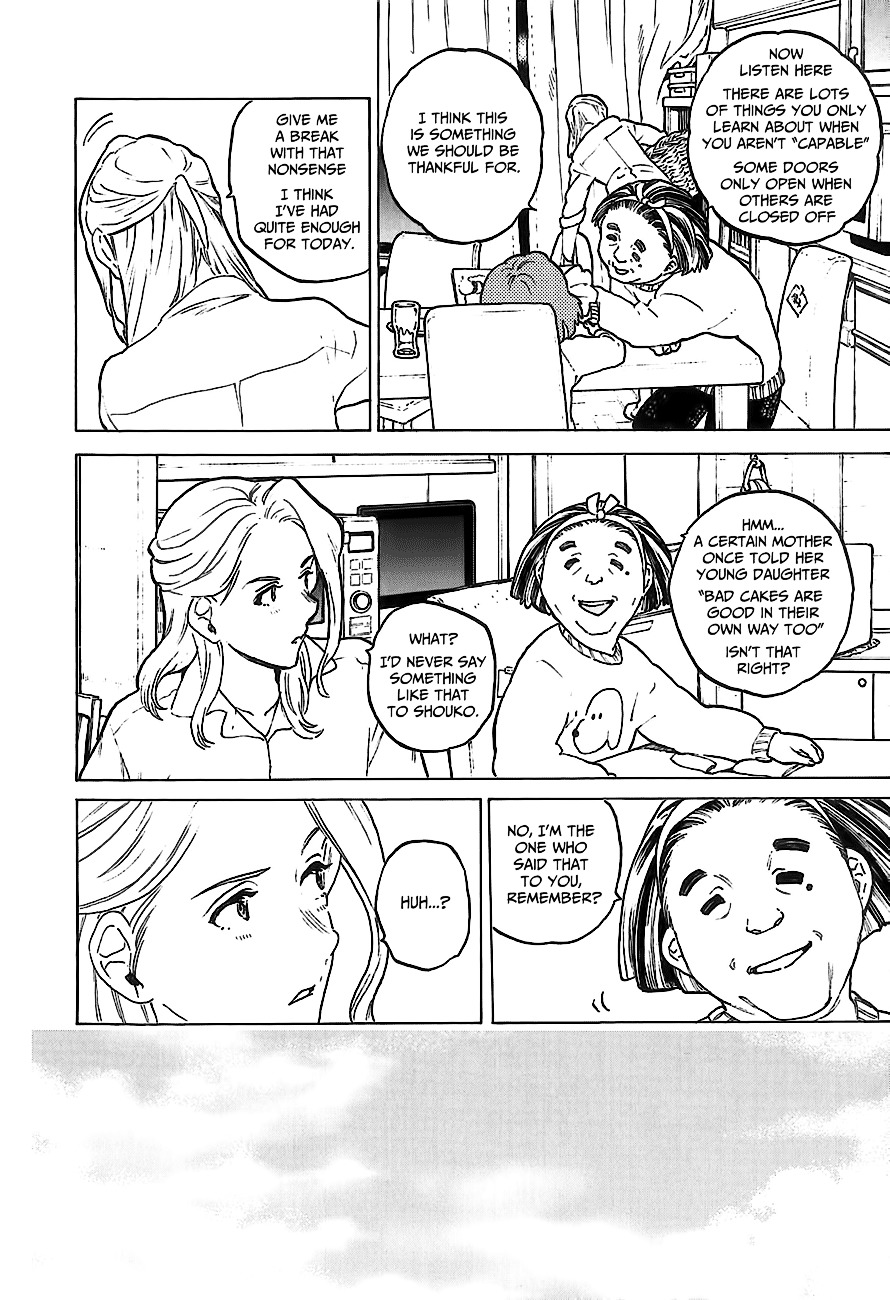 NOW
LISTEN HERE
THERE ARE LOTS
OF THINGS YOU ONLY
LEARN ABOUT WHEN
YOU AREN'T "CAPABLE"
SOME DOORS
ONLY OPEN WHEN
OTHERS ARE
CLOSED OFF
I THINK THIS
IS SOMETHING
WE SHOULD BE
THANKFUL FOR.
GIVE ME
A BREAK
WITH THAT
NONSENSE
I THINK
I'VE HAD
QUITE ENOUGH
FOR TODAY.
HMM...
A CERTAIN MOTHER
ONCE TOLD HER
YOUNG DAUGHTER
"BAD CAKES ARE
GOOD IN THEIR
OWN WAY TOO"
ISN'T THAT
RIGHT?
WHAT?
I'D NEVER SAY
SOMETHING
LIKE THAT
TO SHOUKO.
NO, I'M THE
ONE WHO
SAID THAT
TO YOU,
REMEMBER?
HUH...?